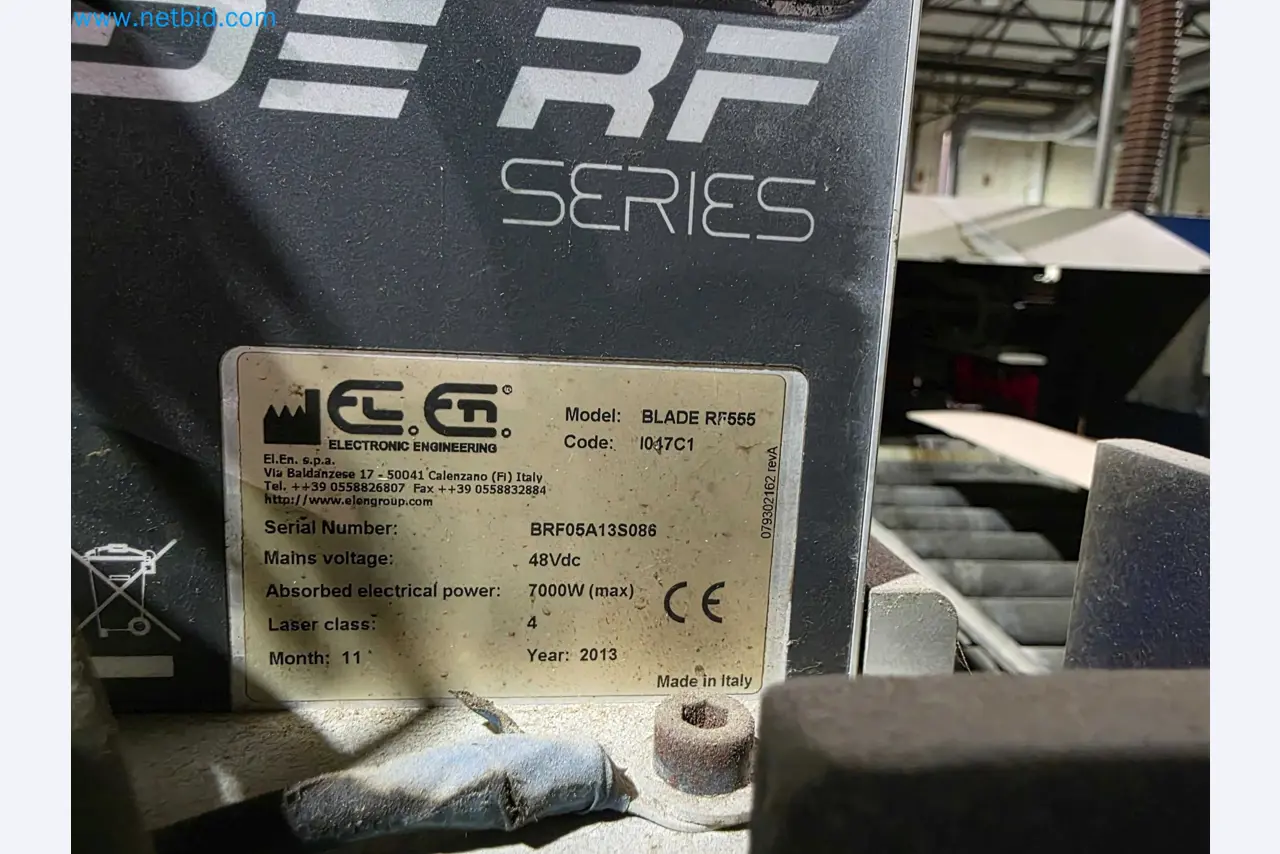 www.netbid.com
DE RF
SERIES
EL.En.®
ELECTRONIC ENGINEERING
El.En. s.p.a.
Via Baldanzese 17 - 50041 Calenzano (FI) Italy
Tel. ++39 0558826807 Fax ++39 0558832884
http://www.elengroup.com
Model: BLADE RF555
Code: I047C1
079302162 revA
Serial Number: BRF05A13S086
Mains voltage: 48Vdc
Absorbed electrical power: 7000W (max)
CE
Laser class: 4
Month: 11 Year: 2013
Made in Italy